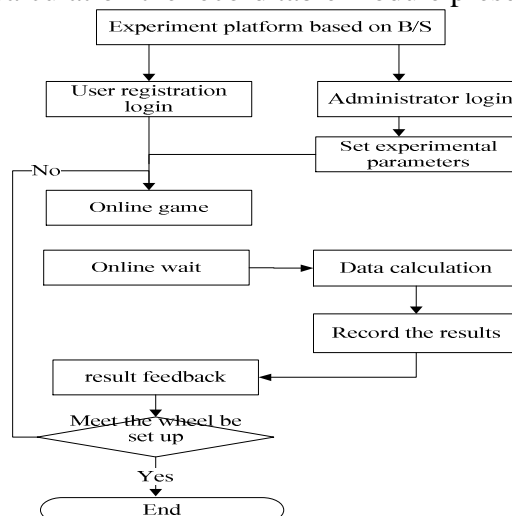 Experiment platform based on B/S
User registration
login
Administrator login
Set experimental
parameters
No
Online game
Online wait
Data calculation
Record the results
result feedback
Meet the wheel be
set up
Yes
End